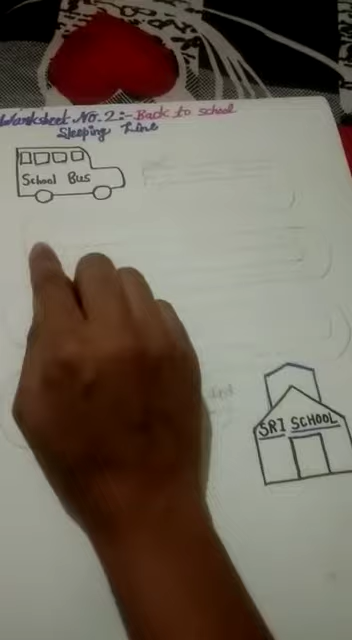 Worksheet No. 2:- Back to school
Sleeping Line
School Bus
SRI SCHOOL